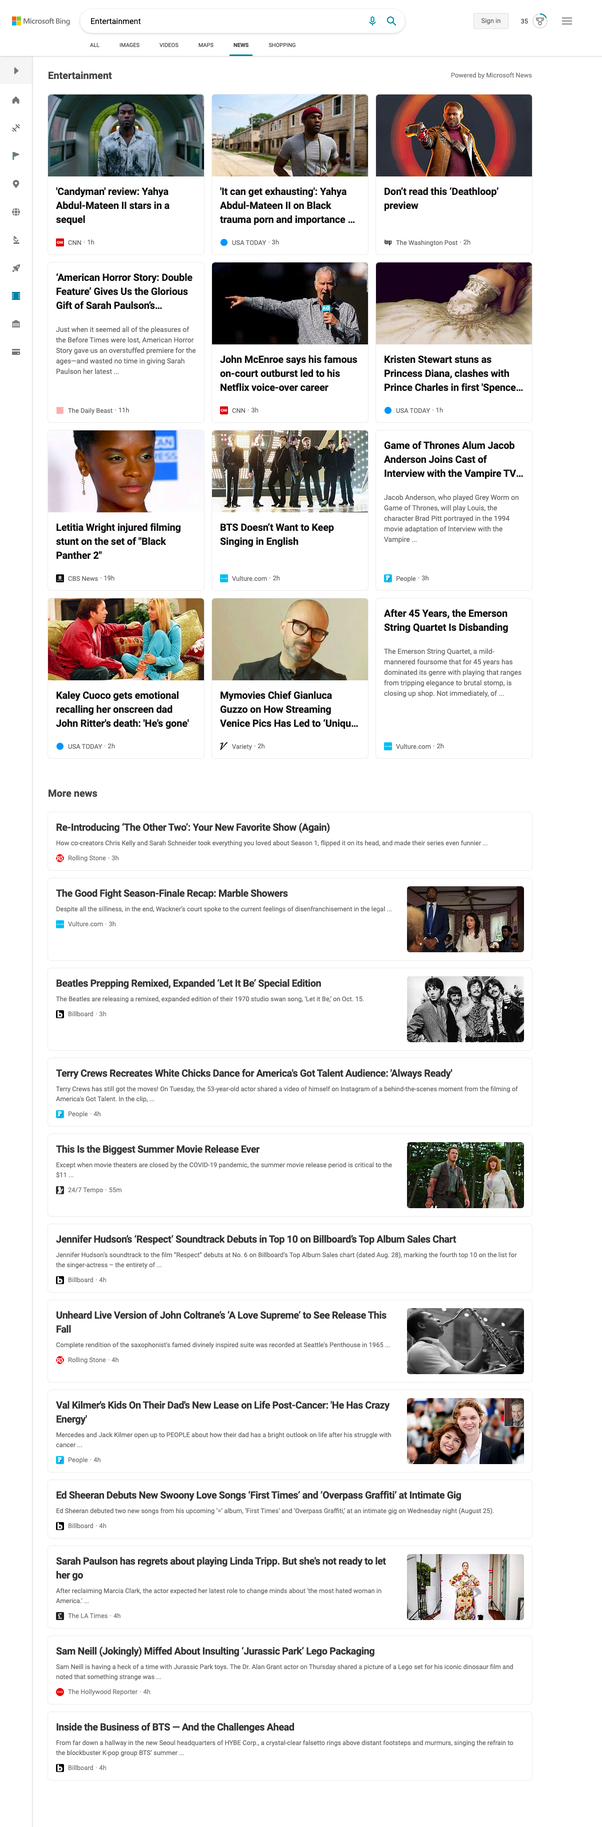 Microsoft Bing
Entertainment
Sign in
35
ALL
IMAGES
VIDEOS
MAPS
NEWS
SHOPPING
Entertainment
Powered by Microsoft News
'Candyman' review: Yahya
Abdul-Mateen II stars in a
sequel
CNN · 1h
'It can get exhausting': Yahya
Abdul-Mateen II on Black
trauma porn and importance ...
USA TODAY · 3h
Don't read this 'Deathloop'
preview
The Washington Post · 2h
'American Horror Story: Double
Feature' Gives Us the Glorious
Gift of Sarah Paulson's...
Just when it seemed all of the pleasures of
the Before Times were lost, American Horror
Story gave us an overstuffed premiere for the
ages—and wasted no time in giving Sarah
Paulson her latest ...
The Daily Beast · 11h
John McEnroe says his famous
on-court outburst led to his
Netflix voice-over career
CNN · 3h
Kristen Stewart stuns as
Princess Diana, clashes with
Prince Charles in first 'Spence...
USA TODAY · 1h
Letitia Wright injured filming
stunt on the set of "Black
Panther 2"
CBS News · 19h
BTS Doesn't Want to Keep
Singing in English
Vulture.com · 2h
Game of Thrones Alum Jacob
Anderson Joins Cast of
Interview with the Vampire TV...
Jacob Anderson, who played Grey Worm on
Game of Thrones, will play Louis, the
character Brad Pitt portrayed in the 1994
movie adaptation of Interview with the
Vampire ...
People · 3h
Kaley Cuoco gets emotional
recalling her onscreen dad
John Ritter's death: 'He's gone'
USA TODAY · 2h
Mymovies Chief Gianluca
Guzzo on How Streaming
Venice Pics Has Led to 'Uniqu...
Variety · 2h
After 45 Years, the Emerson
String Quartet Is Disbanding
The Emerson String Quartet, a mild-
mannered foursome that for 45 years has
dominated its genre with playing that ranges
from tripping elegance to brutal stomp, is
closing up shop. Not immediately, of ...
Vulture.com · 2h
More news
Re-Introducing 'The Other Two': Your New Favorite Show (Again)
How co-creators Chris Kelly and Sarah Schneider took everything you loved about Season 1, flipped it on its head, and made their series even funnier ...
Rolling Stone · 3h
The Good Fight Season-Finale Recap: Marble Showers
Despite all the silliness, in the end, Wackner's court spoke to the current feelings of disenfranchisement in the legal ...
Vulture.com · 3h
Beatles Prepping Remixed, Expanded 'Let It Be' Special Edition
The Beatles are releasing a remixed, expanded edition of their 1970 studio swan song, 'Let it Be,' on Oct. 15.
Billboard · 3h
Terry Crews Recreates White Chicks Dance for America's Got Talent Audience: 'Always Ready'
Terry Crews has still got the moves! On Tuesday, the 53-year-old actor shared a video of himself on Instagram of a behind-the-scenes moment from the filming of
America's Got Talent. In the clip, ...
People · 4h
This Is the Biggest Summer Movie Release Ever
Except when movie theaters are closed by the COVID-19 pandemic, the summer movie release period is critical to the
$11 ...
24/7 Tempo · 55m
Jennifer Hudson's 'Respect' Soundtrack Debuts in Top 10 on Billboard's Top Album Sales Chart
Jennifer Hudson's soundtrack to the film "Respect" debuts at No. 6 on Billboard's Top Album Sales chart (dated Aug. 28), marking the fourth top 10 on the list for
the singer-actress – the entirety of ...
Billboard · 4h
Unheard Live Version of John Coltrane's 'A Love Supreme' to See Release This
Fall
Complete rendition of the saxophonist's famed divinely inspired suite was recorded at Seattle's Penthouse in 1965 ...
Rolling Stone · 4h
Val Kilmer's Kids On Their Dad's New Lease on Life Post-Cancer: 'He Has Crazy
Energy'
Mercedes and Jack Kilmer open up to PEOPLE about how their dad has a bright outlook on life after his struggle with
cancer ...
People · 4h
Ed Sheeran Debuts New Swoony Love Songs 'First Times' and 'Overpass Graffiti' at Intimate Gig
Ed Sheeran debuted two new songs from his upcoming '=' album, 'First Times' and 'Overpass Graffiti,' at an intimate gig on Wednesday night (August 25).
Billboard · 4h
Sarah Paulson has regrets about playing Linda Tripp. But she's not ready to let
her go
After reclaiming Marcia Clark, the actor expected her latest role to change minds about 'the most hated woman in
America.' ...
The LA Times · 4h
Sam Neill (Jokingly) Miffed About Insulting 'Jurassic Park' Lego Packaging
Sam Neill is having a heck of a time with Jurassic Park toys. The Dr. Alan Grant actor on Thursday shared a picture of a Lego set for his iconic dinosaur film and
noted that something strange was ...
The Hollywood Reporter · 4h
Inside the Business of BTS — And the Challenges Ahead
From far down a hallway in the new Seoul headquarters of HYBE Corp., a crystal-clear falsetto rings above distant footsteps and murmurs, singing the refrain to
the blockbuster K-pop group BTS' summer ...
Billboard · 4h